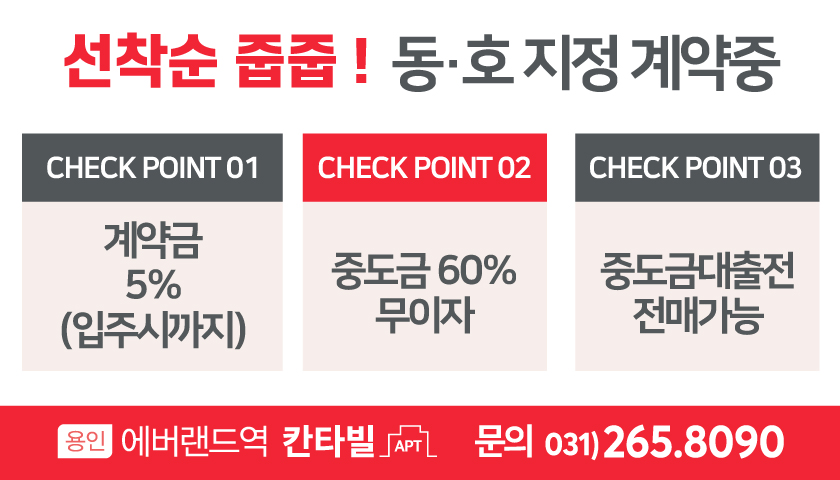 선착순 줍줍! 동·호 지정 계약중
CHECK POINT 01
계약금
5%
(입주시까지)
CHECK POINT 02
중도금 60%
무이자
CHECK POINT 03
중도금대출전
전매가능
용인 에버랜드역 칸타빌 APT 문의 031)265.8090